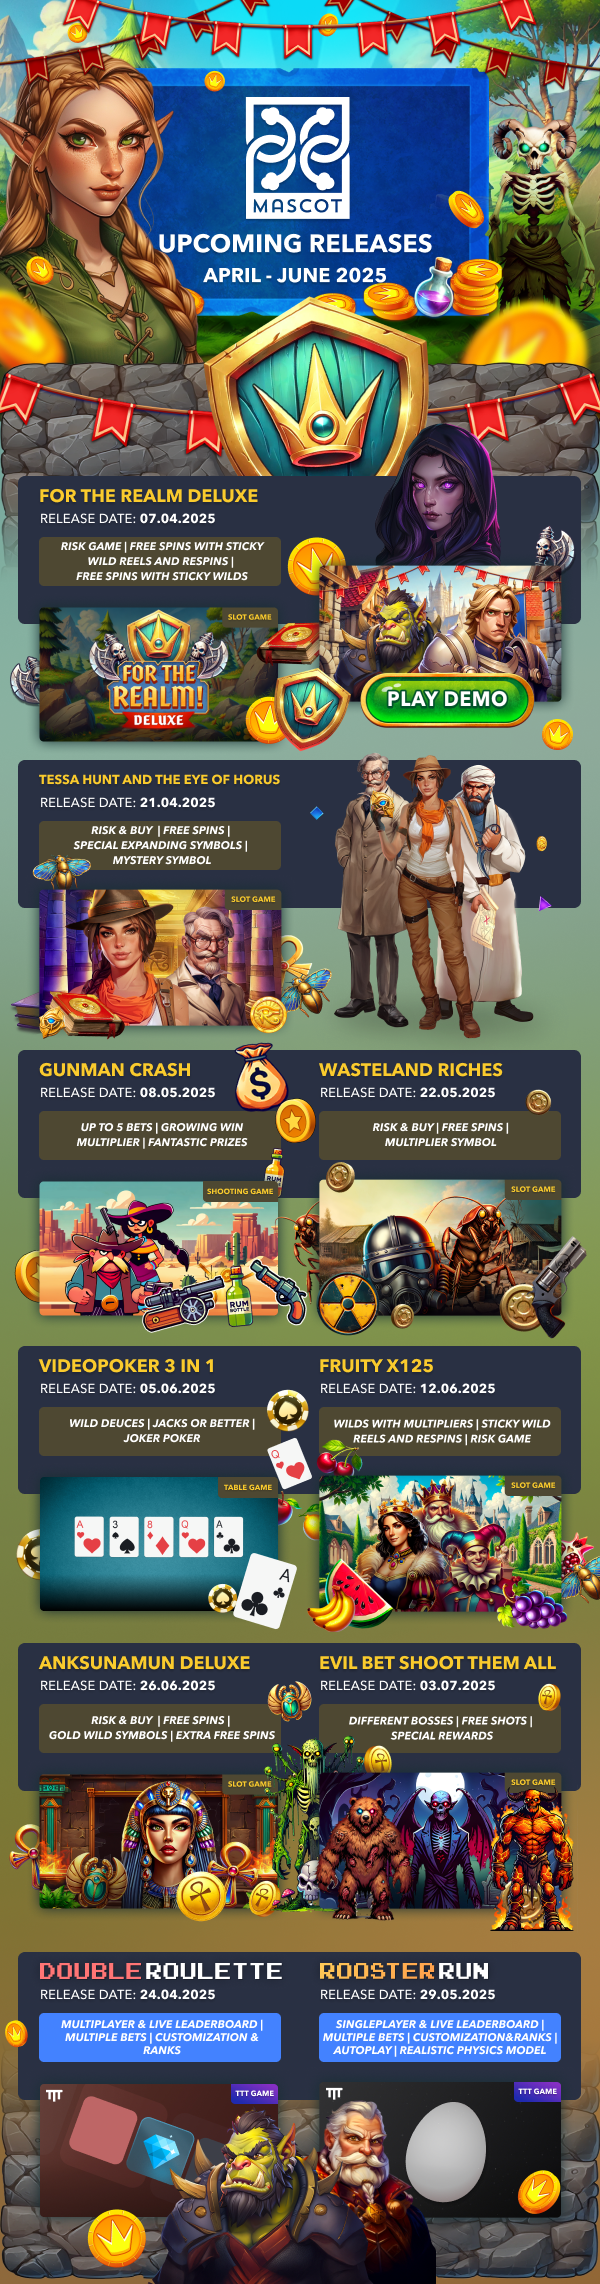 MASCOT
UPCOMING RELEASES
APRIL - JUNE 2025
FOR THE REALM DELUXE
RELEASE DATE: 07.04.2025
RISK GAME | FREE SPINS WITH STICKY
WILD REELS AND RESPINS |
FREE SPINS WITH STICKY WILDS
SLOT GAME
FOR THE
REALM!
DELUXE
PLAY DEMO
TESSA HUNT AND THE EYE OF HORUS
RELEASE DATE: 21.04.2025
RISK & BUY | FREE SPINS |
SPECIAL EXPANDING SYMBOLS |
MYSTERY SYMBOL
SLOT GAME
GUNMAN CRASH
RELEASE DATE: 08.05.2025
$
UP TO 5 BETS | GROWING WIN
MULTIPLIER | FANTASTIC PRIZES
RUM
SHOOTING GAME
RUM
BOTTLE
WASTELAND RICHES
RELEASE DATE: 22.05.2025
RISK & BUY | FREE SPINS |
MULTIPLIER SYMBOL
SLOT GAME
VIDEOPOKER 3 IN 1
RELEASE DATE: 05.06.2025
WILD DEUCES | JACKS OR BETTER |
JOKER POKER
Q
TABLE GAME
A 3 8 Q A
A
FRUITY X125
RELEASE DATE: 12.06.2025
WILDS WITH MULTIPLIERS | STICKY WILD
REELS AND RESPINS | RISK GAME
SLOT GAME
ANKSUNAMUN DELUXE
RELEASE DATE: 26.06.2025
RISK & BUY | FREE SPINS |
GOLD WILD SYMBOLS | EXTRA FREE SPINS
SLOT GAME
EVIL BET SHOOT THEM ALL
RELEASE DATE: 03.07.2025
DIFFERENT BOSSES | FREE SHOTS |
SPECIAL REWARDS
SLOT GAME
DOUBLE ROULETTE
RELEASE DATE: 24.04.2025
MULTIPLAYER & LIVE LEADERBOARD |
MULTIPLE BETS | CUSTOMIZATION &
RANKS
TTT
TTT GAME
ROOSTER RUN
RELEASE DATE: 29.05.2025
SINGLEPLAYER & LIVE LEADERBOARD |
MULTIPLE BETS | CUSTOMIZATION&RANKS |
AUTOPLAY | REALISTIC PHYSICS MODEL
TTT
TTT GAME